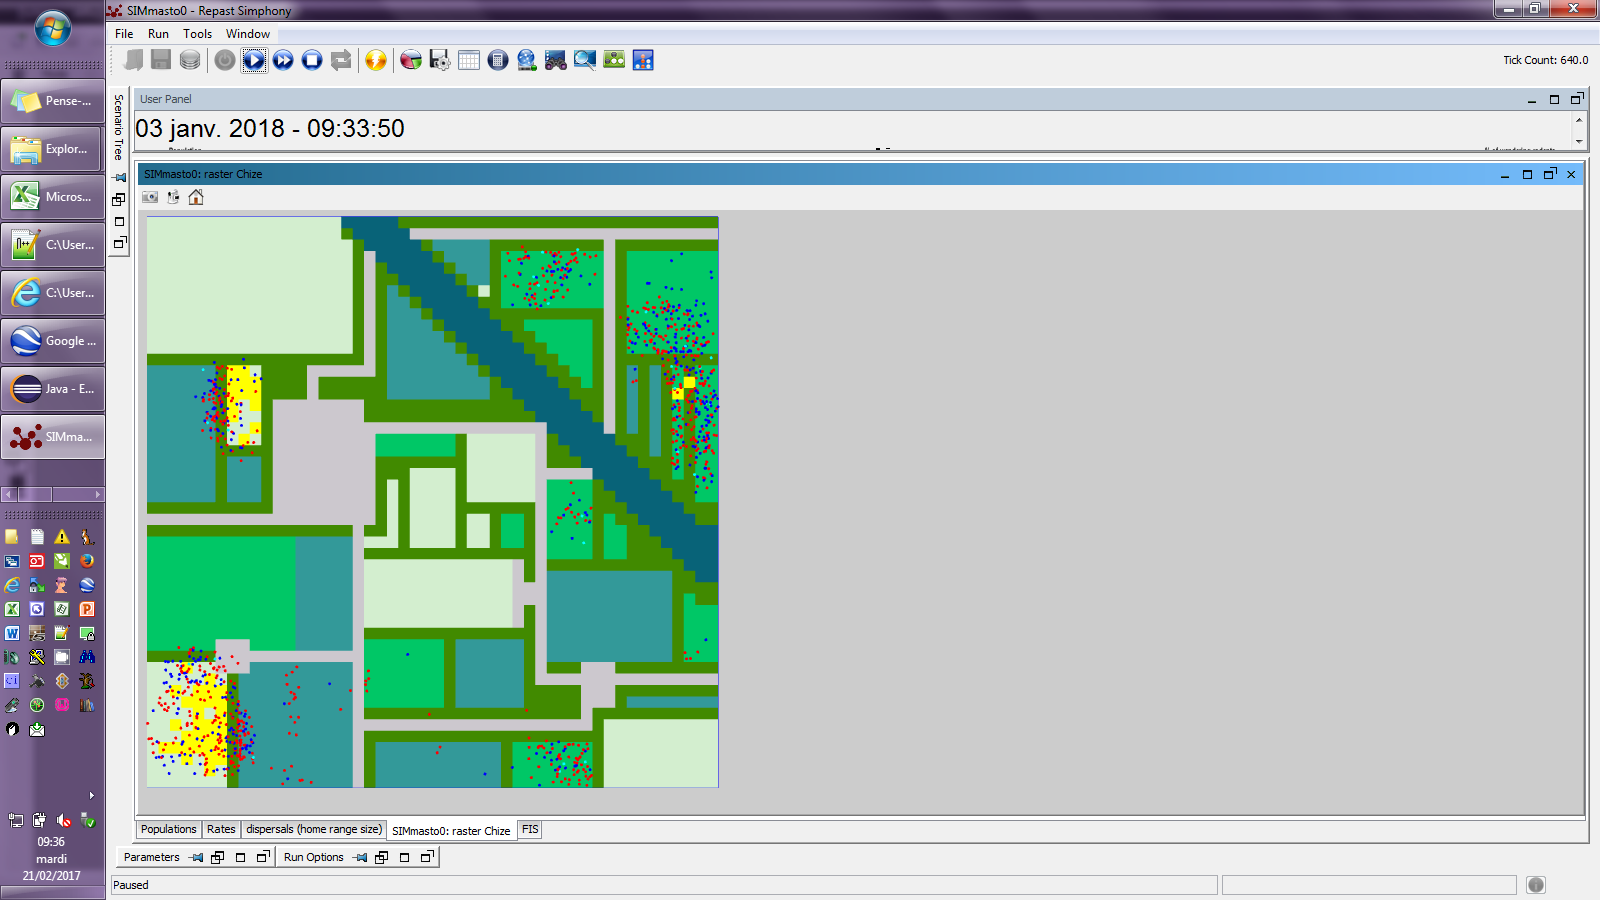 SIMmasto0 - Repast Simphony
File Run Tools Window
Tick Count: 640.0
Scenario Tree
User Panel
03 janv. 2018 - 09:33:50
SIMmasto0: raster Chize
Populations Rates dispersals (home range size) SIMmasto0: raster Chize FIS
Parameters Run Options
Paused
Pense-...
Explor...
Micros...
C:\User...
C:\User...
Google ...
Java - E...
SIMma...
09:36
mardi
21/02/2017